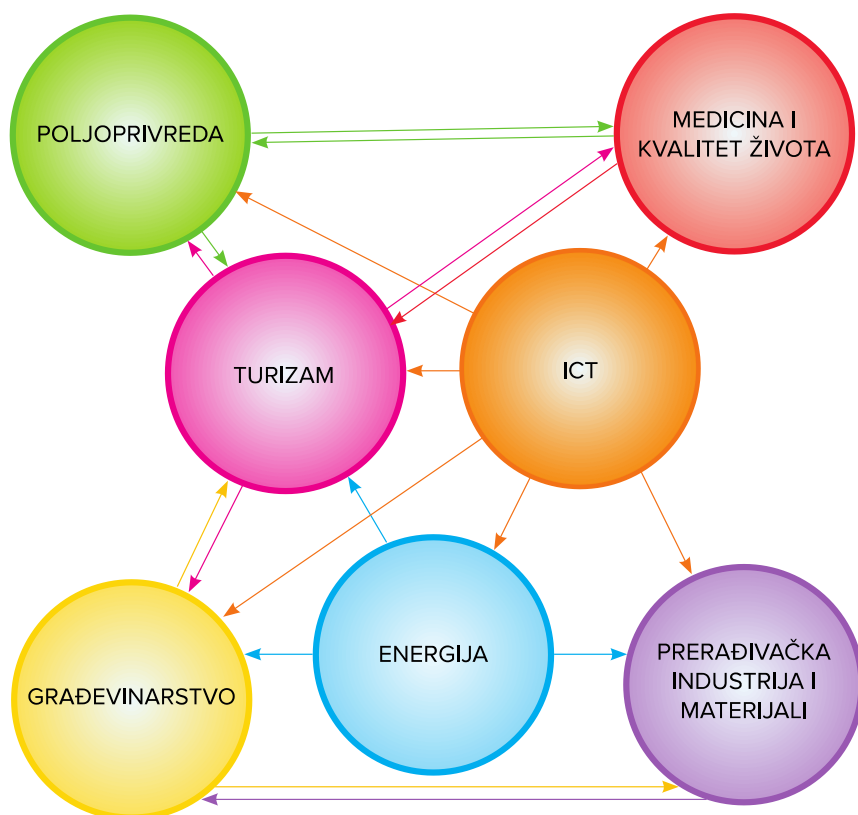 POLJOPRIVREDA
MEDICINA I
KVALITET ŽIVOTA
TURIZAM
ICT
GRAĐEVINARSTVO
ENERGIJA
PRERAĐIVAČKA
INDUSTRIJA I
MATERIJALI